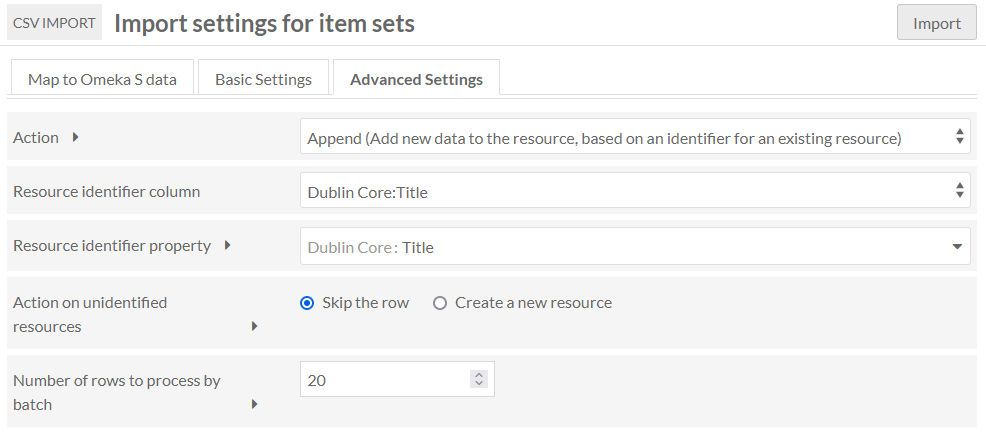 CSV IMPORT Import settings for item sets Import
Map to Omeka S data Basic Settings Advanced Settings
Action Append (Add new data to the resource, based on an identifier for an existing resource)
Resource identifier column Dublin Core:Title
Resource identifier property Dublin Core: Title
Action on unidentified Skip the row Create a new resource
resources
Number of rows to process by 20
batch